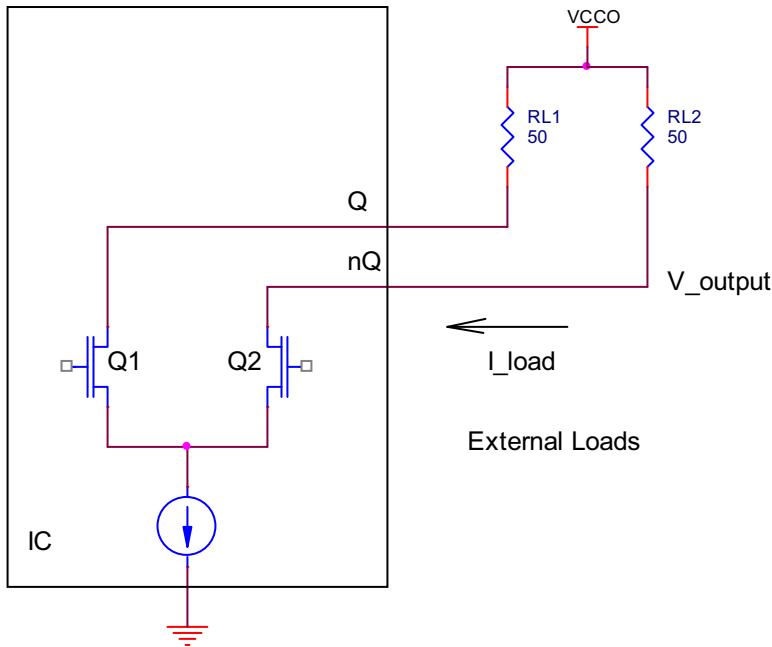 VCCO
RL1
50
RL2
50
Q
nQ
V_output
Q1
Q2
I_load
External Loads
IC